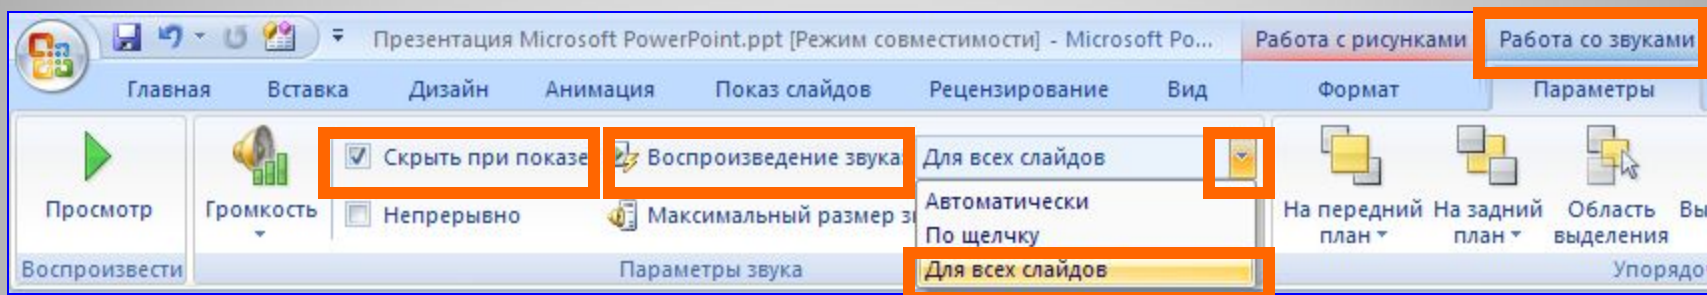 Презентация Microsoft PowerPoint.ppt [Режим совместимости] - Microsoft Po...
Работа с рисунками
Работа со звуками
Главная Вставка Дизайн Анимация Показ слайдов Рецензирование Вид Формат Параметры
Просмотр
Воспроизвести
Громкость
Скрыть при показе
Непрерывно
Воспроизведение звука
Максимальный размер з
Для всех слайдов
Автоматически
По щелчку
Для всех слайдов
Параметры звука
На передний
план
На задний
план
Область
выделения
Вы
Упорядо